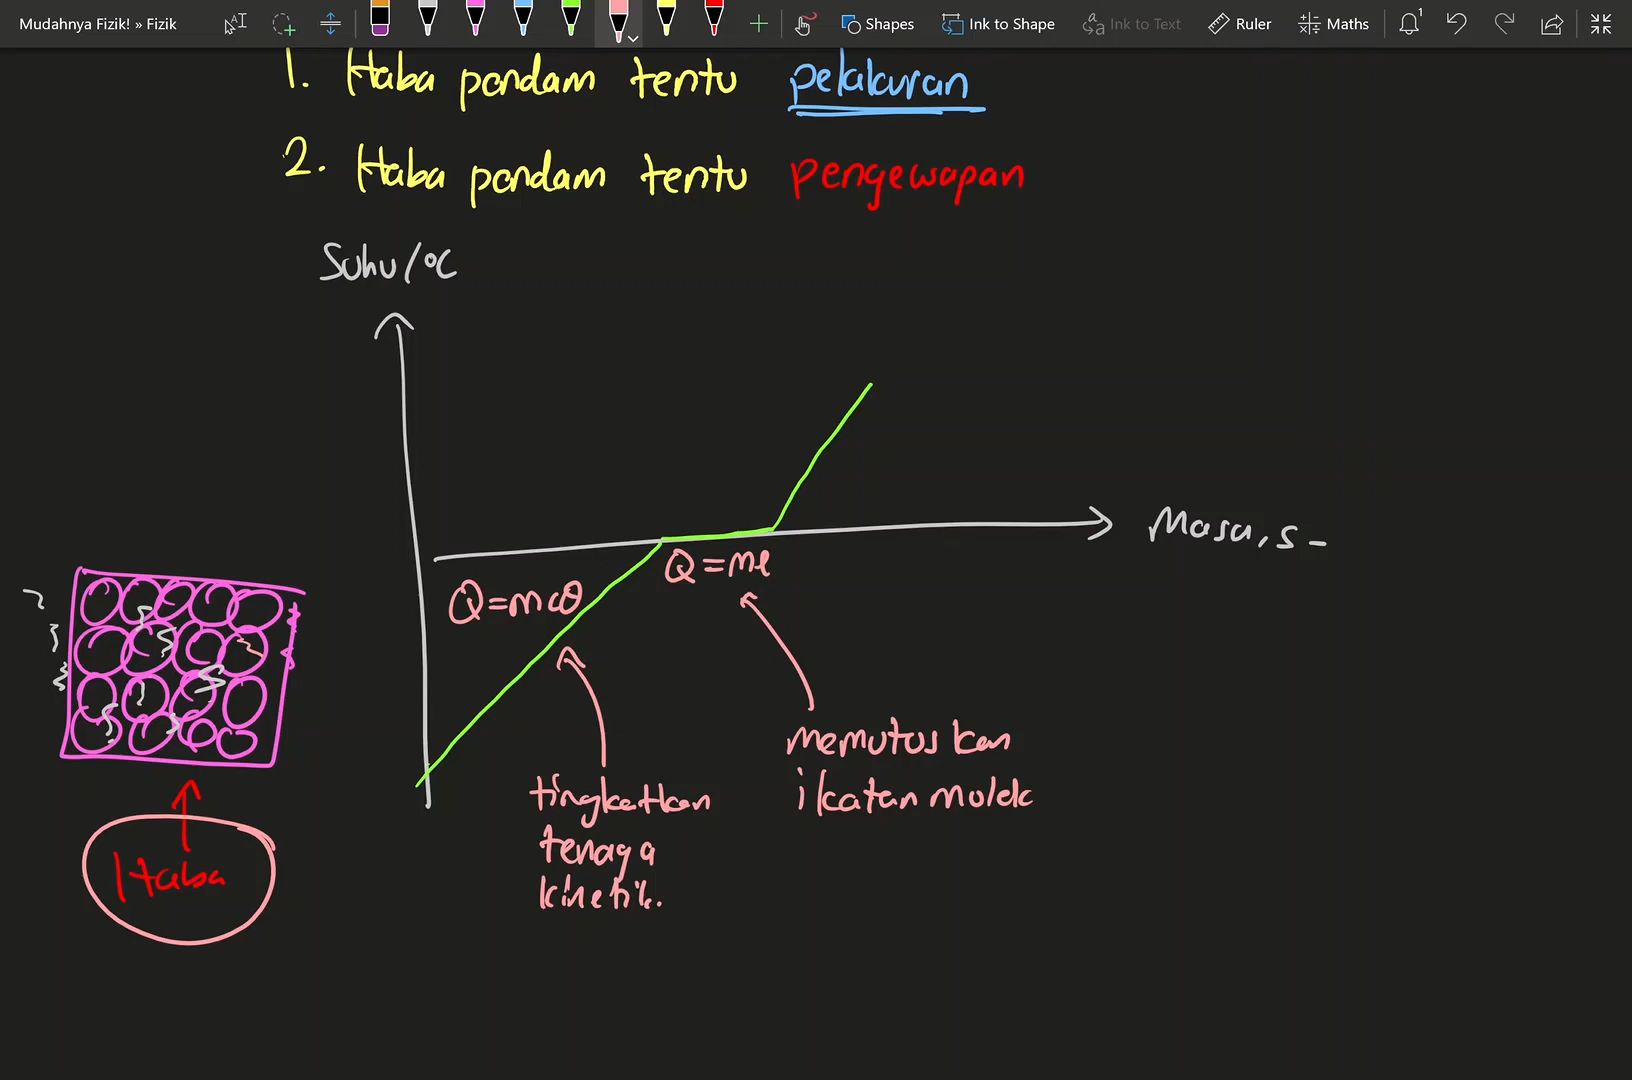 Mudahnya Fizik! » Fizik
Shapes
Ink to Shape
Ink to Text
Ruler
Maths
1
1. Haba pendam tentu pelakuran
2. Haba pendam tentu pengewapan
Suhu/°C
Masa, s
Q=mcθ
Q=mℓ
tingkatkan
tenaga
kinetik.
memutuskan
ikatan molek
Haba